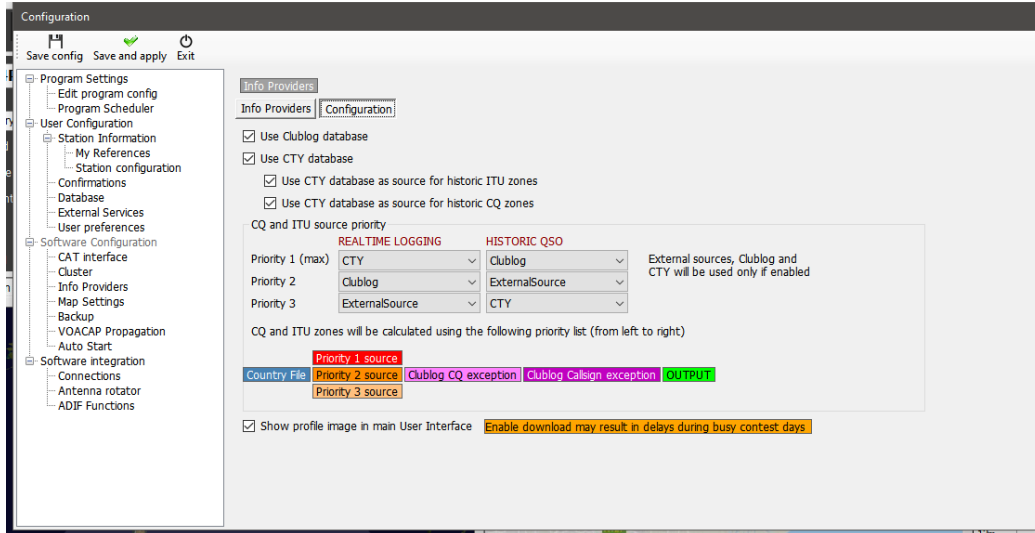 Configuration
Save config Save and apply Exit
Program Settings
Edit program config
Program Scheduler
User Configuration
Station Information
My References
Station configuration
Confirmations
Database
External Services
User preferences
Software Configuration
CAT interface
Cluster
Info Providers
Map Settings
Backup
VOACAP Propagation
Auto Start
Software integration
Connections
Antenna rotator
ADIF Functions
Info Providers
Info Providers Configuration
Use Clublog database
Use CTY database
Use CTY database as source for historic ITU zones
Use CTY database as source for historic CQ zones
CQ and ITU source priority
REALTIME LOGGING HISTORIC QSO
Priority 1 (max) CTY Clublog
Priority 2 Clublog ExternalSource
Priority 3 ExternalSource CTY
External sources, Clublog and
CTY will be used only if enabled
CQ and ITU zones will be calculated using the following priority list (from left to right)
Priority 1 source
Country File Priority 2 source Clublog CQ exception Clublog Callsign exception OUTPUT
Priority 3 source
Show profile image in main User Interface Enable download may result in delays during busy contest days